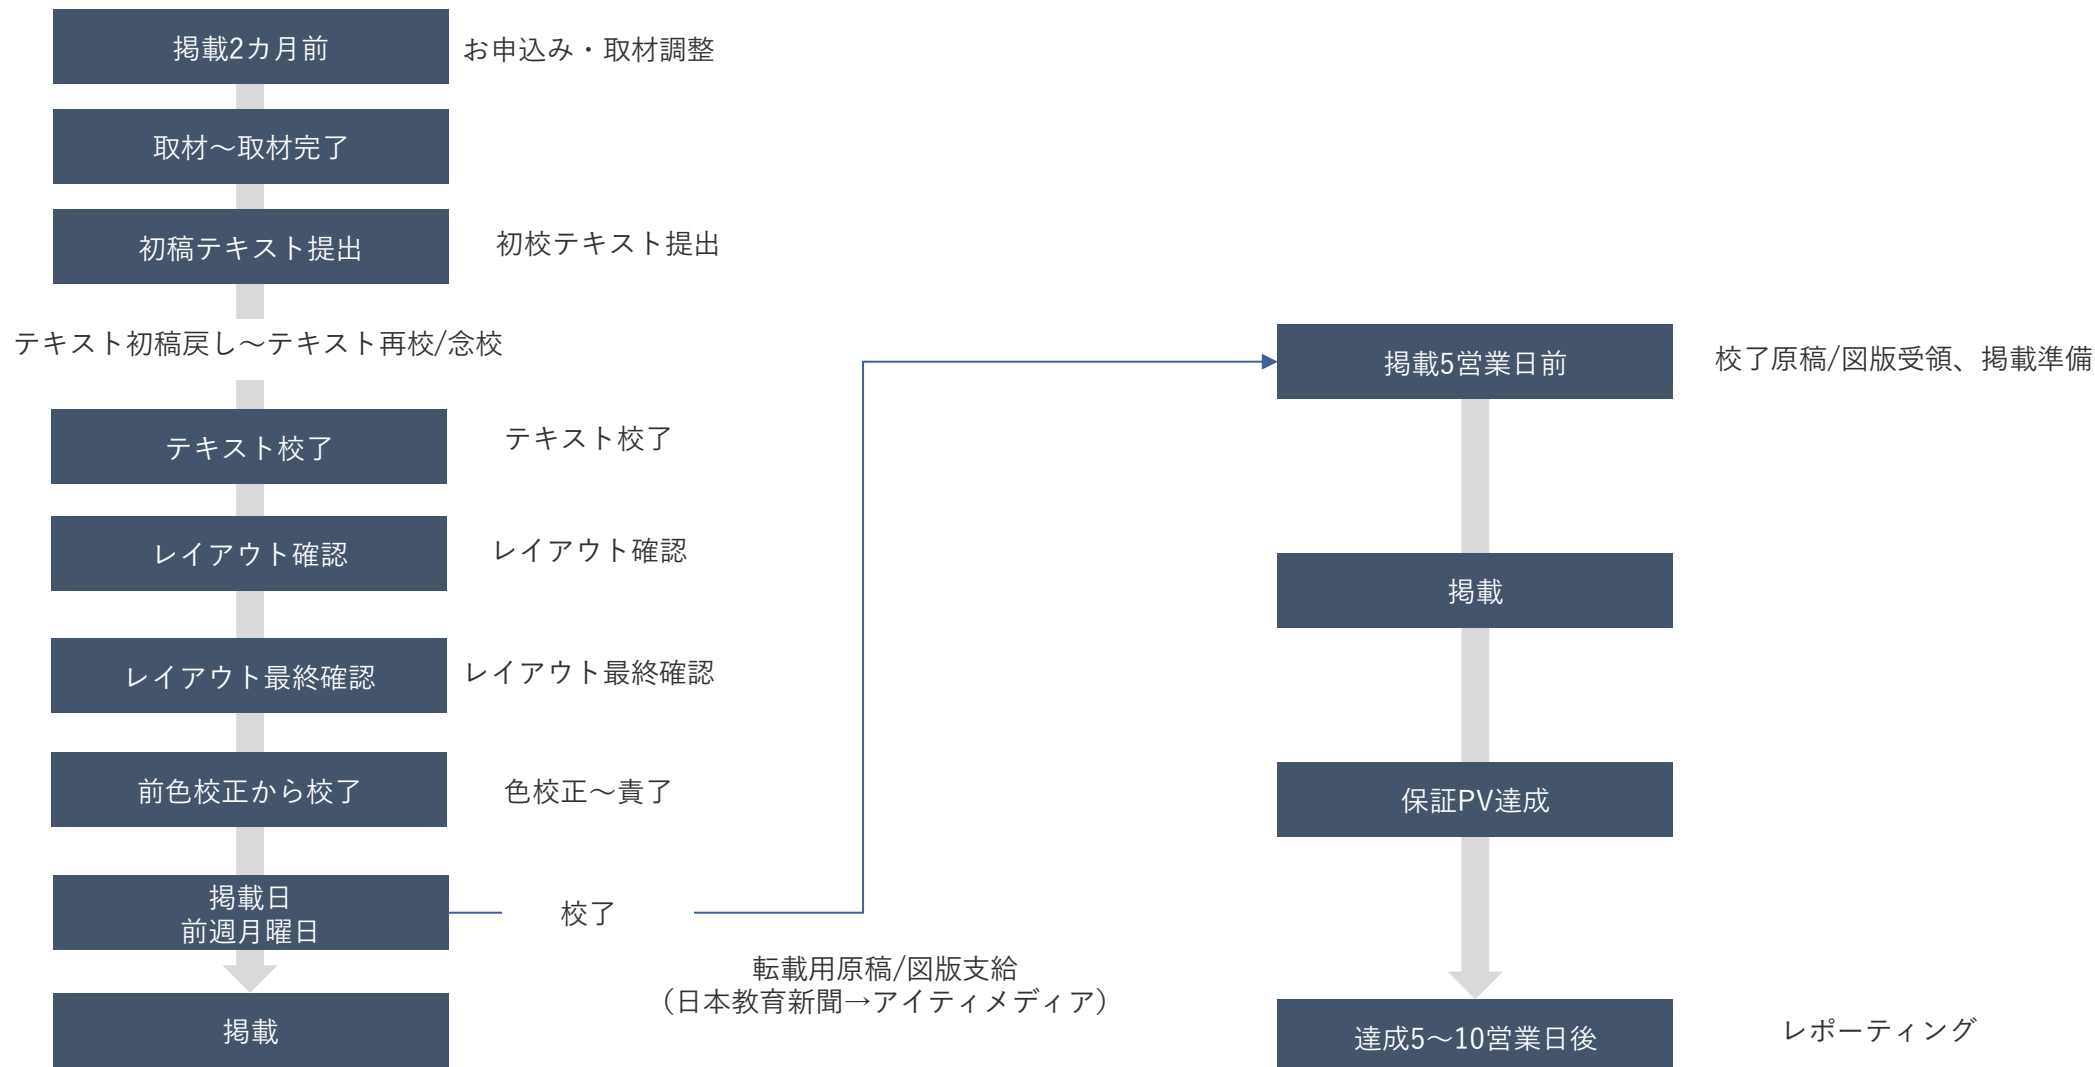 掲載2カ月前
お申込み・取材調整
取材～取材完了
初稿テキスト提出
初校テキスト提出
テキスト初稿戻し～テキスト再校/念校
テキスト校了
テキスト校了
レイアウト確認
レイアウト確認
レイアウト最終確認
レイアウト最終確認
前色校正から校了
色校正～責了
掲載日
前週月曜日
校了
転載用原稿/図版支給
（日本教育新聞→アイティメディア）
掲載
掲載5営業日前
校了原稿/図版受領、掲載準備
掲載
保証PV達成
達成5～10営業日後
レポーティング